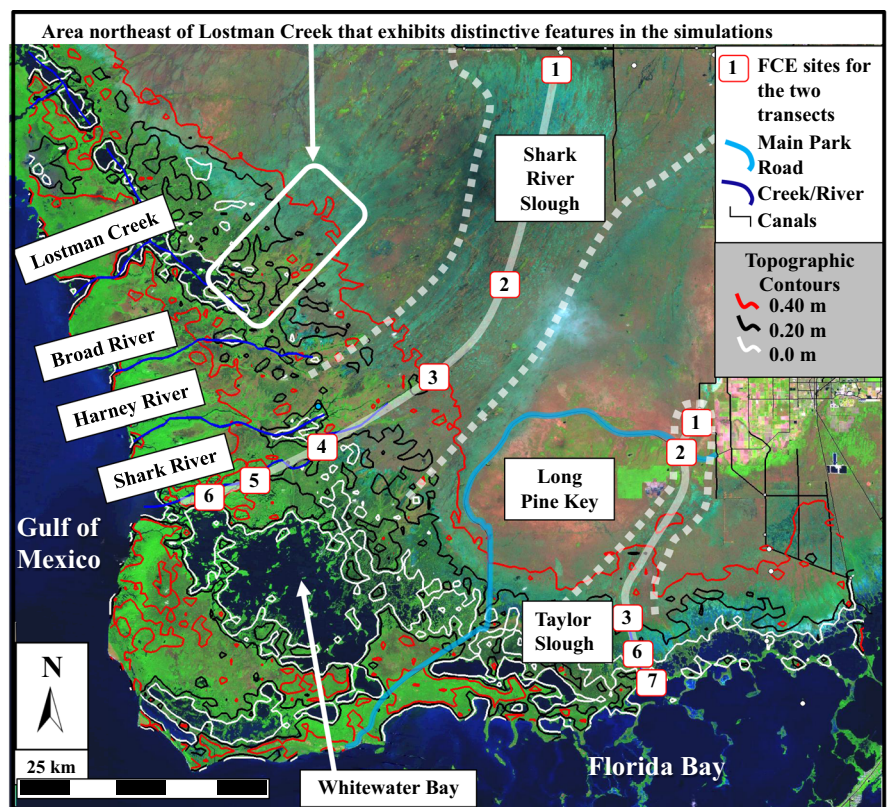 Area northeast of Lostman Creek that exhibits distinctive features in the simulations
1
FCE sites for
the two
transects
Main Park
Road
Creek/River
Canals
Topographic
Contours
0.40 m
0.20 m
0.0 m
1
Shark
River
Slough
2
3
4
5
6
Lostman Creek
Broad River
Harney River
Shark River
Gulf of
Mexico
1
2
Long
Pine Key
3
6
7
Taylor
Slough
N
25 km
Whitewater Bay
Florida Bay